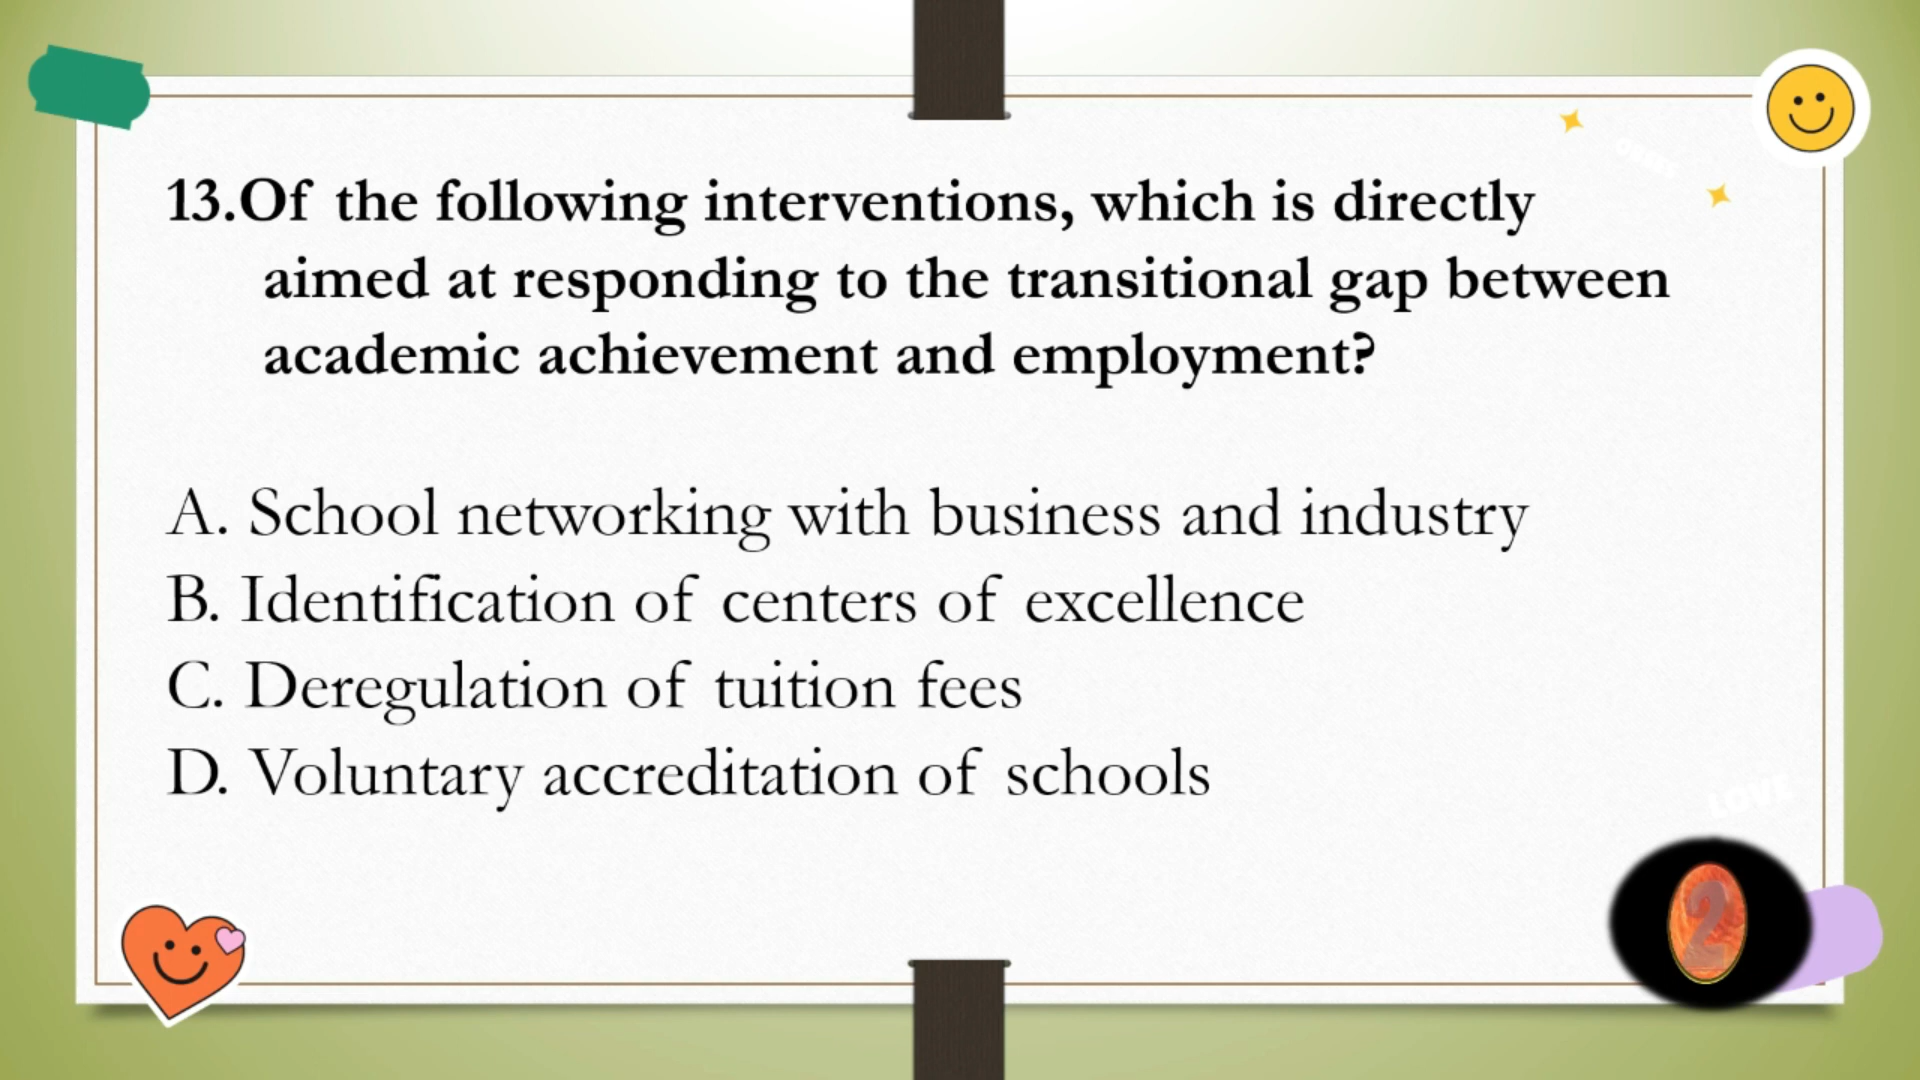 13.Of the following interventions, which is directly
aimed at responding to the transitional gap between
academic achievement and employment?
A. School networking with business and industry
B. Identification of centers of excellence
C. Deregulation of tuition fees
D. Voluntary accreditation of schools
LOVE
2